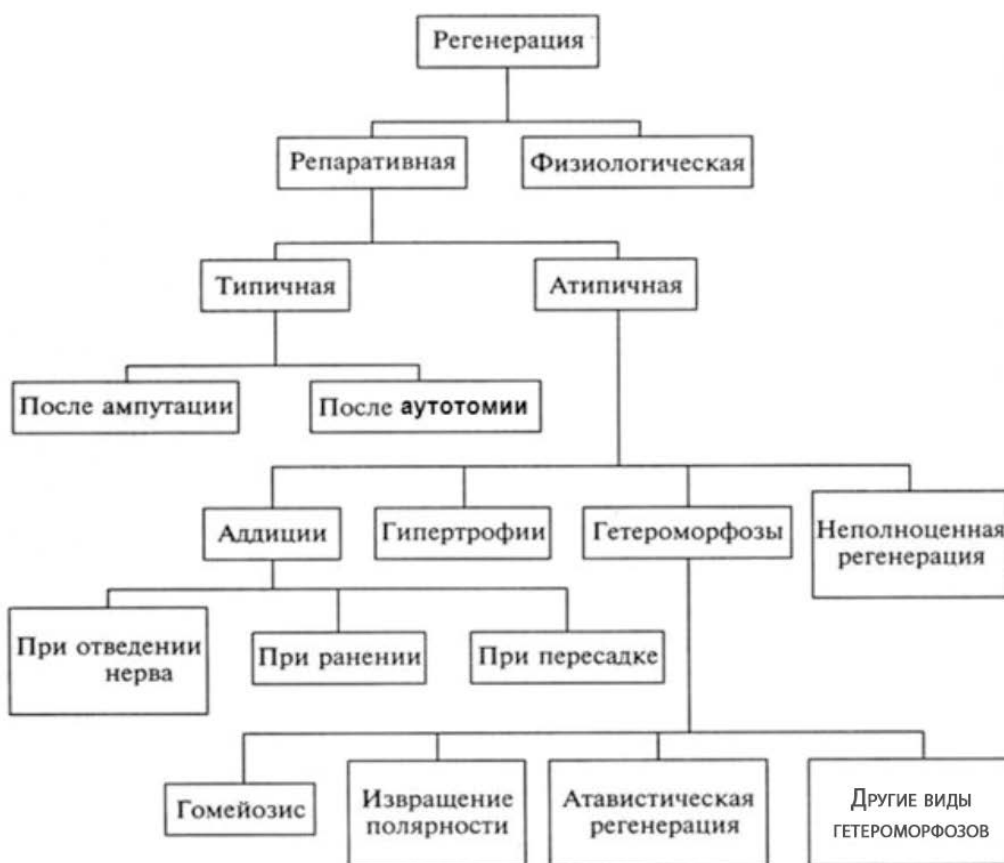 Регенерация
Репаративная
Физиологическая
Типичная
Атипичная
После ампутации
После аутотомии
Аддиции
Гипертрофии
Гетероморфозы
Неполноценная
регенерация
При отведении
нерва
При ранении
При пересадке
Гомейозис
Извращение
полярности
Атавистическая
регенерация
Другие виды
гетероморфозов